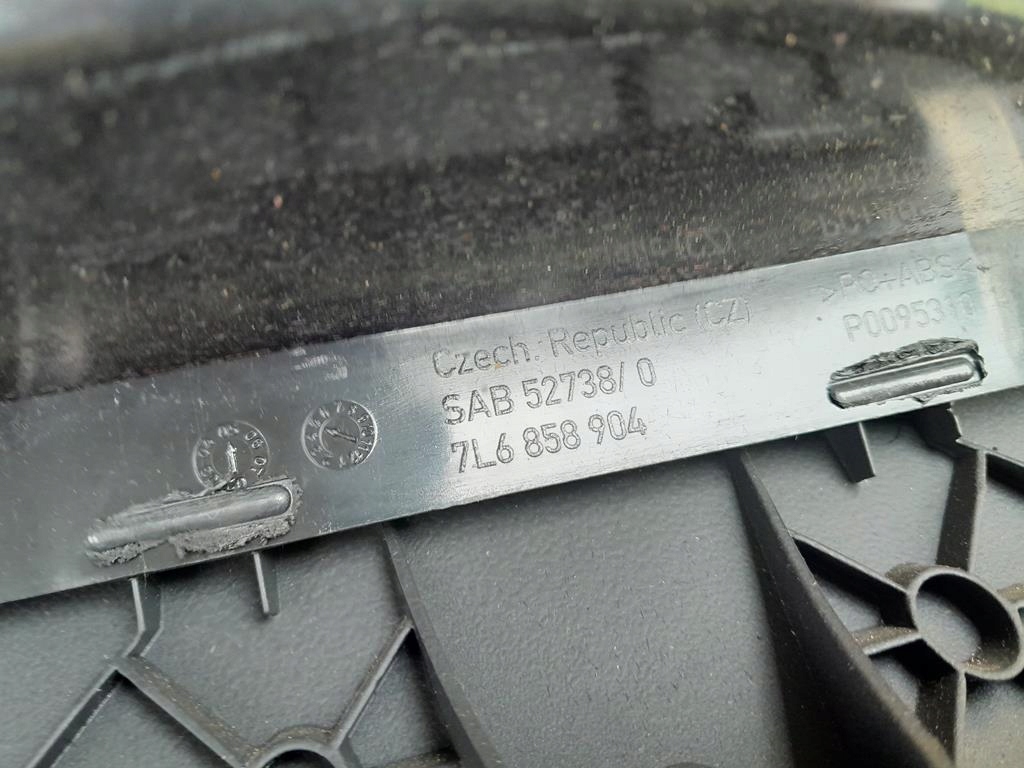 Czech. Republic (CZ)
SAB 52738/ 0
7L6 858 904
>PC+ABS<
P0095310